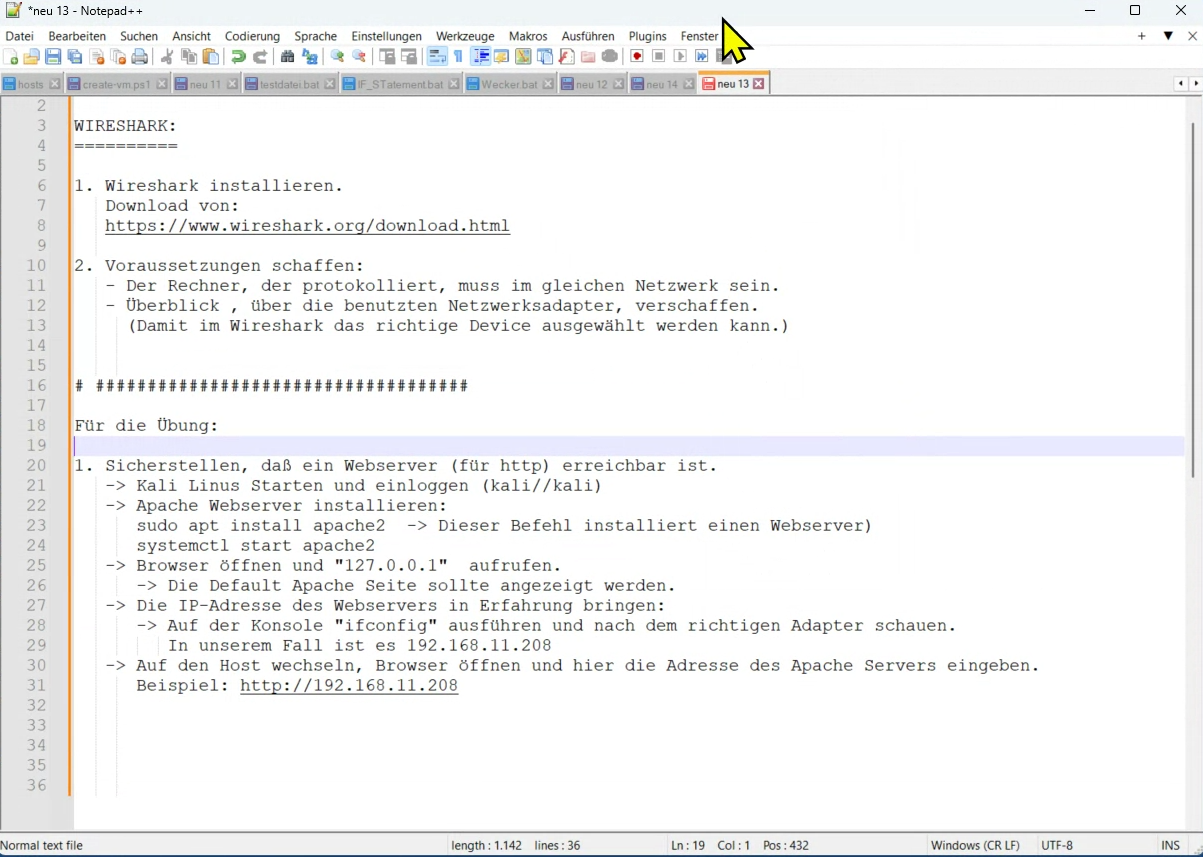 *neu 13 - Notepad++
Datei Bearbeiten Suchen Ansicht Codierung Sprache Einstellungen Werkzeuge Makros Ausführen Plugins Fenster
hosts create-vm.ps1 neu 11 testdatei.bat IF_STatement.bat Wecker.bat neu 12 neu 14 neu 13
2
3 WIRESHARK:
4 ==========
5
6 1. Wireshark installieren.
7 Download von:
8 https://www.wireshark.org/download.html
9
10 2. Voraussetzungen schaffen:
11 - Der Rechner, der protokolliert, muss im gleichen Netzwerk sein.
12 - Überblick , über die benutzten Netzwerksadapter, verschaffen.
13 (Damit im Wireshark das richtige Device ausgewählt werden kann.)
14
15
16 # ####################################
17
18 Für die Übung:
19
20 1. Sicherstellen, daß ein Webserver (für http) erreichbar ist.
21 -> Kali Linus Starten und einloggen (kali//kali)
22 -> Apache Webserver installieren:
23 sudo apt install apache2 -> Dieser Befehl installiert einen Webserver)
24 systemctl start apache2
25 -> Browser öffnen und "127.0.0.1" aufrufen.
26 -> Die Default Apache Seite sollte angezeigt werden.
27 -> Die IP-Adresse des Webservers in Erfahrung bringen:
28 -> Auf der Konsole "ifconfig" ausführen und nach dem richtigen Adapter schauen.
29 In unserem Fall ist es 192.168.11.208
30 -> Auf den Host wechseln, Browser öffnen und hier die Adresse des Apache Servers eingeben.
31 Beispiel: http://192.168.11.208
32
33
34
35
36
Normal text file length : 1.142 lines : 36 Ln : 19 Col : 1 Pos : 432 Windows (CR LF) UTF-8 INS